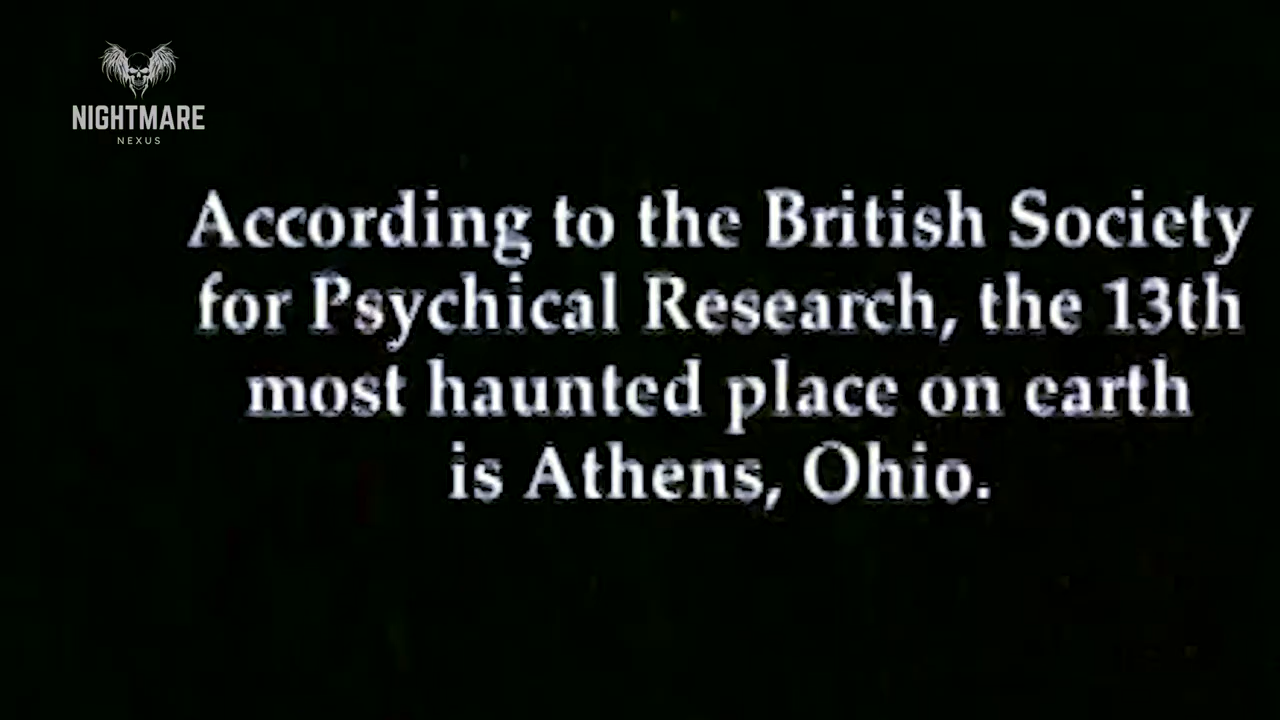 NIGHTMARE
NEXUS
According to the British Society
for Psychical Research, the 13th
most haunted place on earth
is Athens, Ohio.